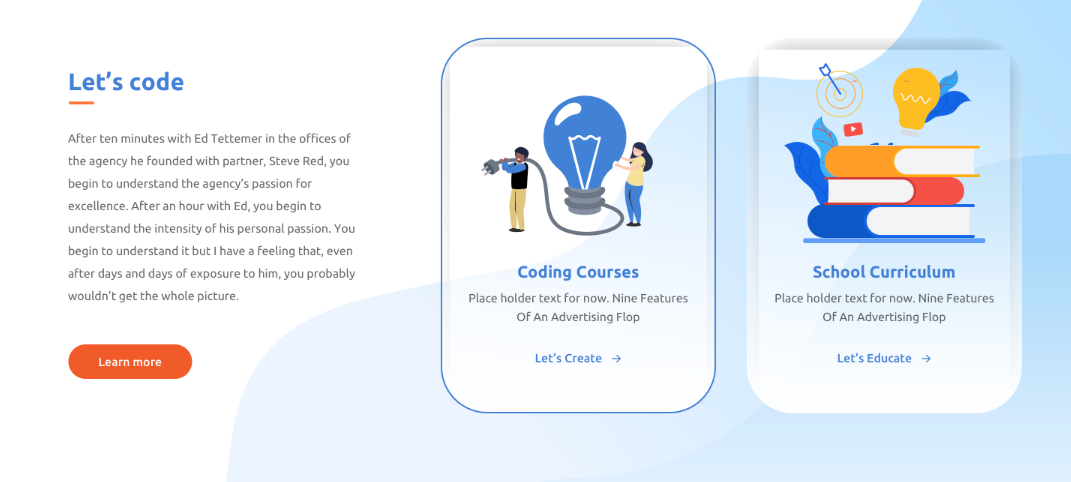 Let’s code
After ten minutes with Ed Tettemer in the offices of
the agency he founded with partner, Steve Red, you
begin to understand the agency’s passion for
excellence. After an hour with Ed, you begin to
understand the intensity of his personal passion. You
begin to understand it but I have a feeling that, even
after days and days of exposure to him, you probably
wouldn’t get the whole picture.
Learn more
Coding Courses
Place holder text for now. Nine Features
Of An Advertising Flop
Let’s Create →
School Curriculum
Place holder text for now. Nine Features
Of An Advertising Flop
Let’s Educate →